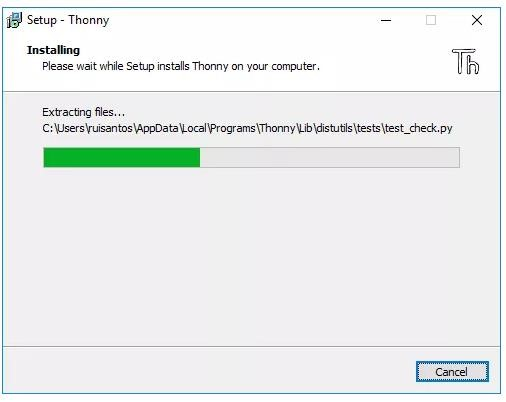 Setup - Thonny
Installing
Please wait while Setup installs Thonny on your computer.
Th
Extracting files...
C:\Users\ruisantos\AppData\Local\Programs\Thonny\Lib\distutils\tests\test_check.py
Cancel